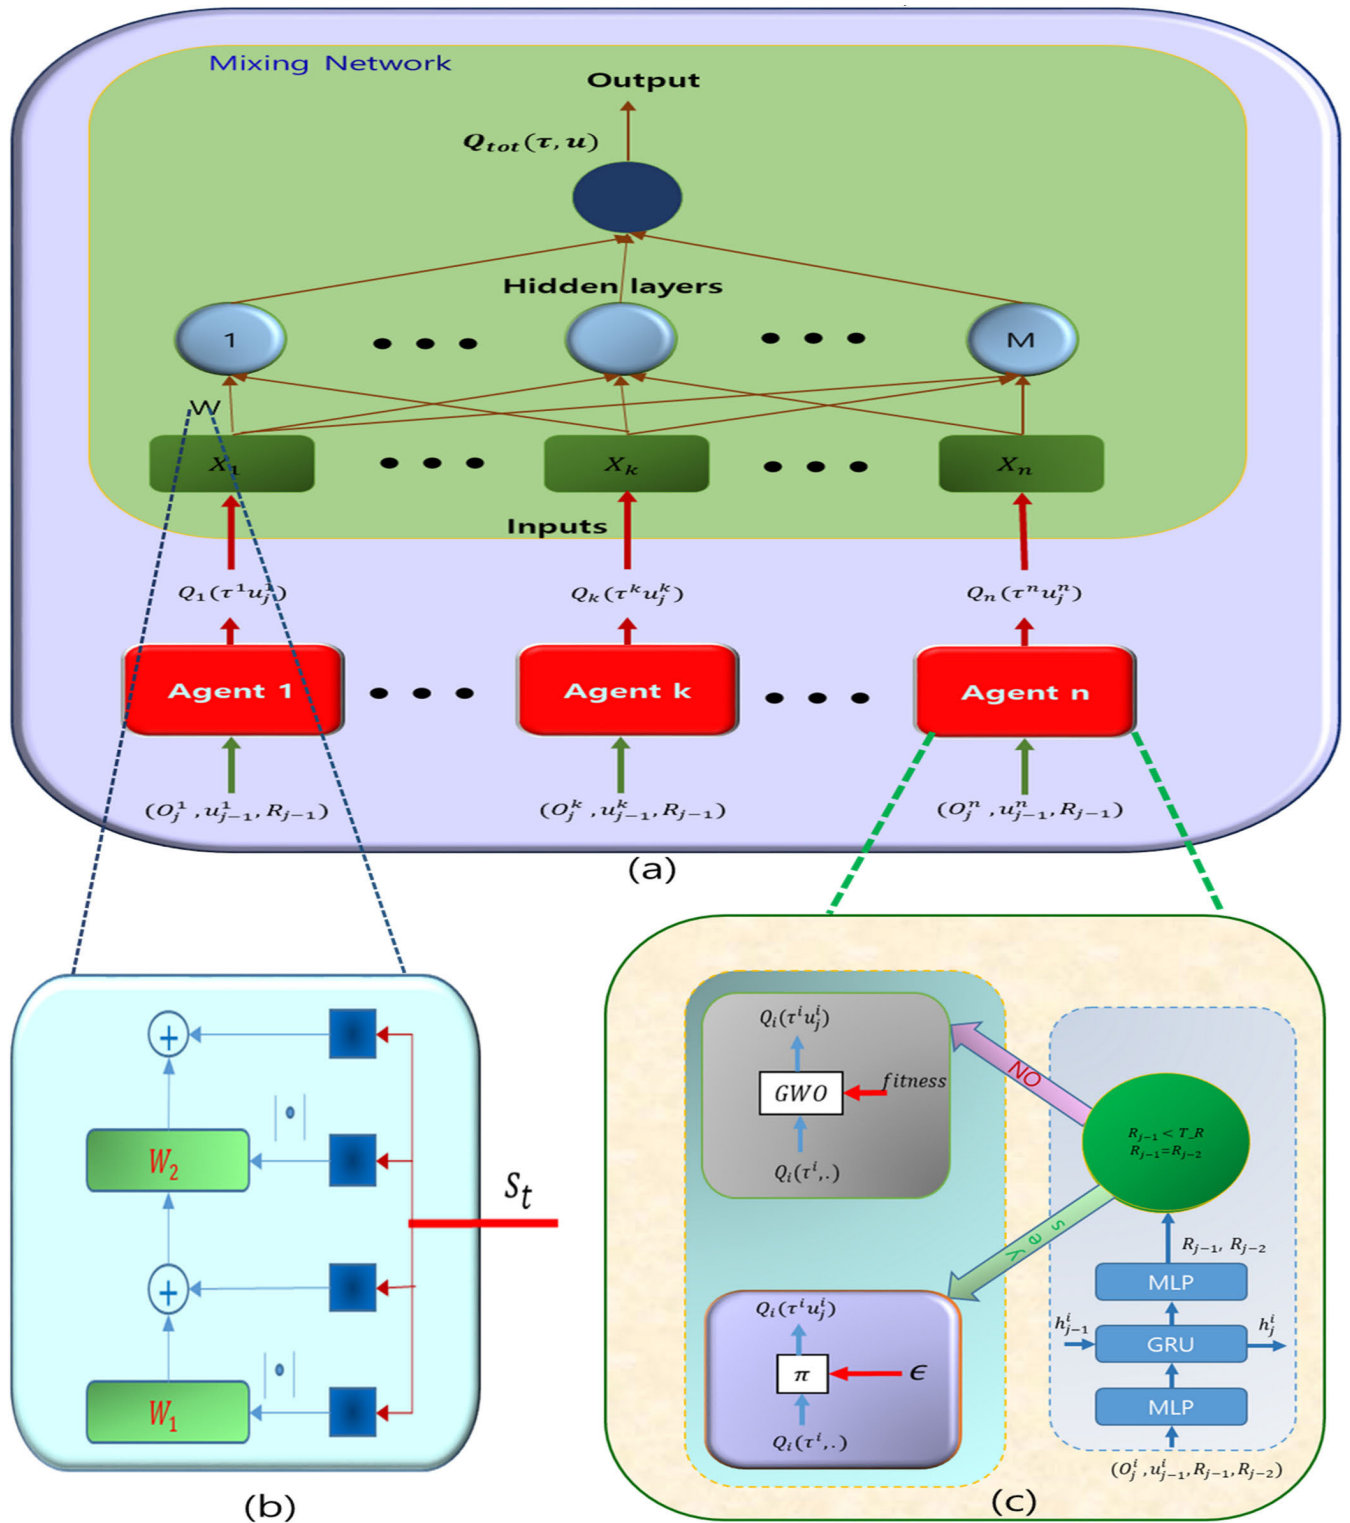 Mixing Network
Output
Q_{tot}(τ, u)
Hidden layers
1
M
W
X_1
X_k
X_n
Inputs
Q_1(τ^1 u_j^1)
Q_k(τ^k u_j^k)
Q_n(τ^n u_j^n)
Agent 1
Agent k
Agent n
(O_j^1, u_{j-1}^1, R_{j-1})
(O_j^k, u_{j-1}^k, R_{j-1})
(O_j^n, u_{j-1}^n, R_{j-1})
(a)
+
|•|
W_2
S_t
+
|•|
W_1
(b)
Q_i(τ^i u_j^i)
GWO
fitness
Q_i(τ^i, .)
NO
R_{j-1} < T_R
R_{j-1}=R_{j-2}
yes
Q_i(τ^i u_j^i)
π
ϵ
Q_i(τ^i, .)
R_{j-1}, R_{j-2}
MLP
h_{j-1}^i
GRU
h_j^i
MLP
(O_j^i, u_{j-1}^i, R_{j-1}, R_{j-2})
(c)